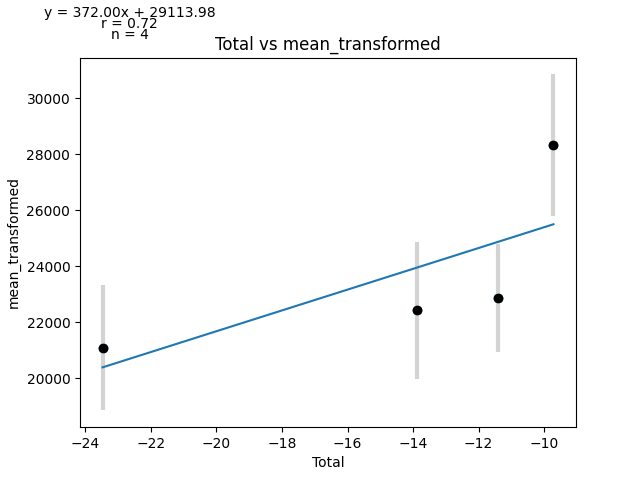 y = 372.00x + 29113.98
r = 0.72
n = 4
Total vs mean_transformed
30000
28000
26000
24000
22000
20000
mean_transformed
−24
−22
−20
−18
−16
−14
−12
−10
Total